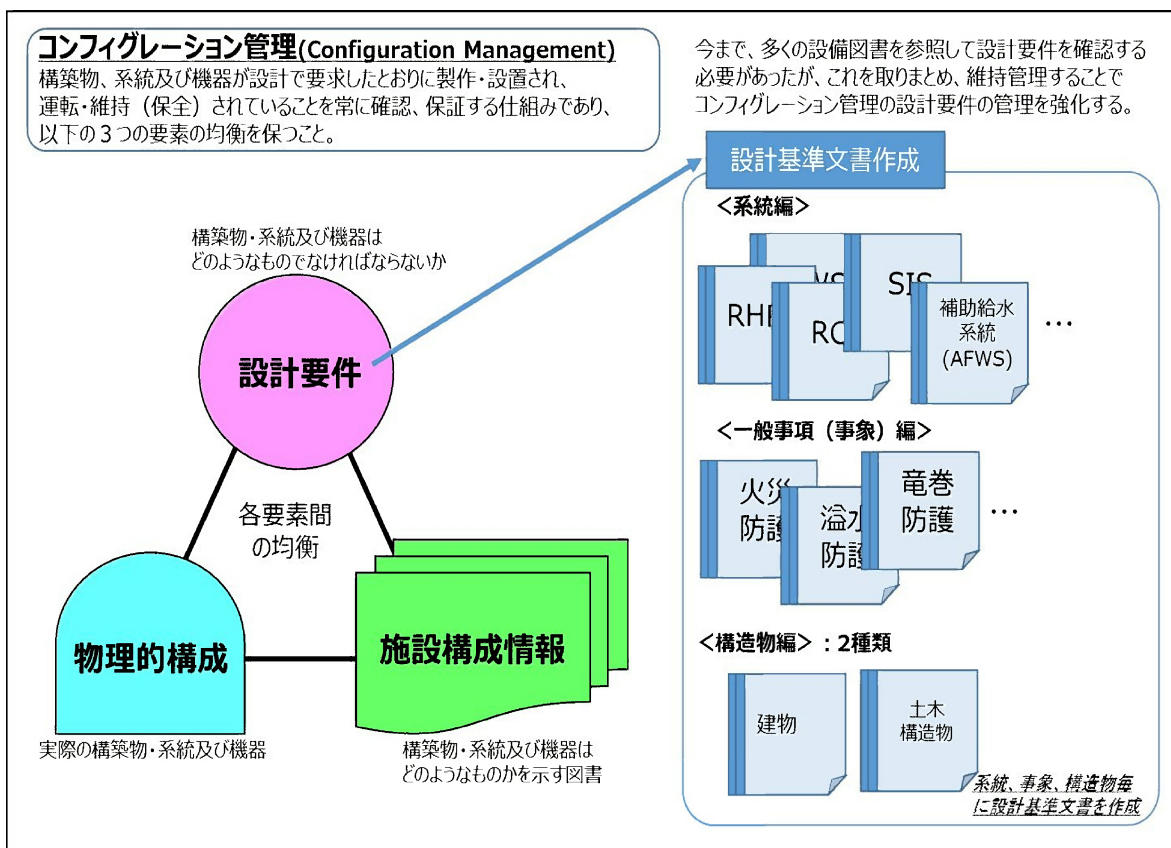 コンフィグレーション管理(Configuration Management)
構築物、系統及び機器が設計で要求したとおりに製作・設置され、
運転・維持（保全）されていることを常に確認、保証する仕組みであり、
以下の３つの要素の均衡を保つこと。
今まで、多くの設備図書を参照して設計要件を確認する
必要があったが、これを取りまとめ、維持管理することで
コンフィグレーション管理の設計要件の管理を強化する。
設計基準文書作成
構築物・系統及び機器は
どのようなものでなければならないか
設計要件
各要素間
の均衡
物理的構成
実際の構築物・系統及び機器
施設構成情報
構築物・系統及び機器は
どのようなものかを示す図書
＜系統編＞
SIS
補助給水
系統
(AFWS)
…
＜一般事項（事象）編＞
火災
防護
溢水
防護
竜巻
防護
…
＜構造物編＞：2種類
建物
土木
構造物
系統、事象、構造物毎
に設計基準文書を作成